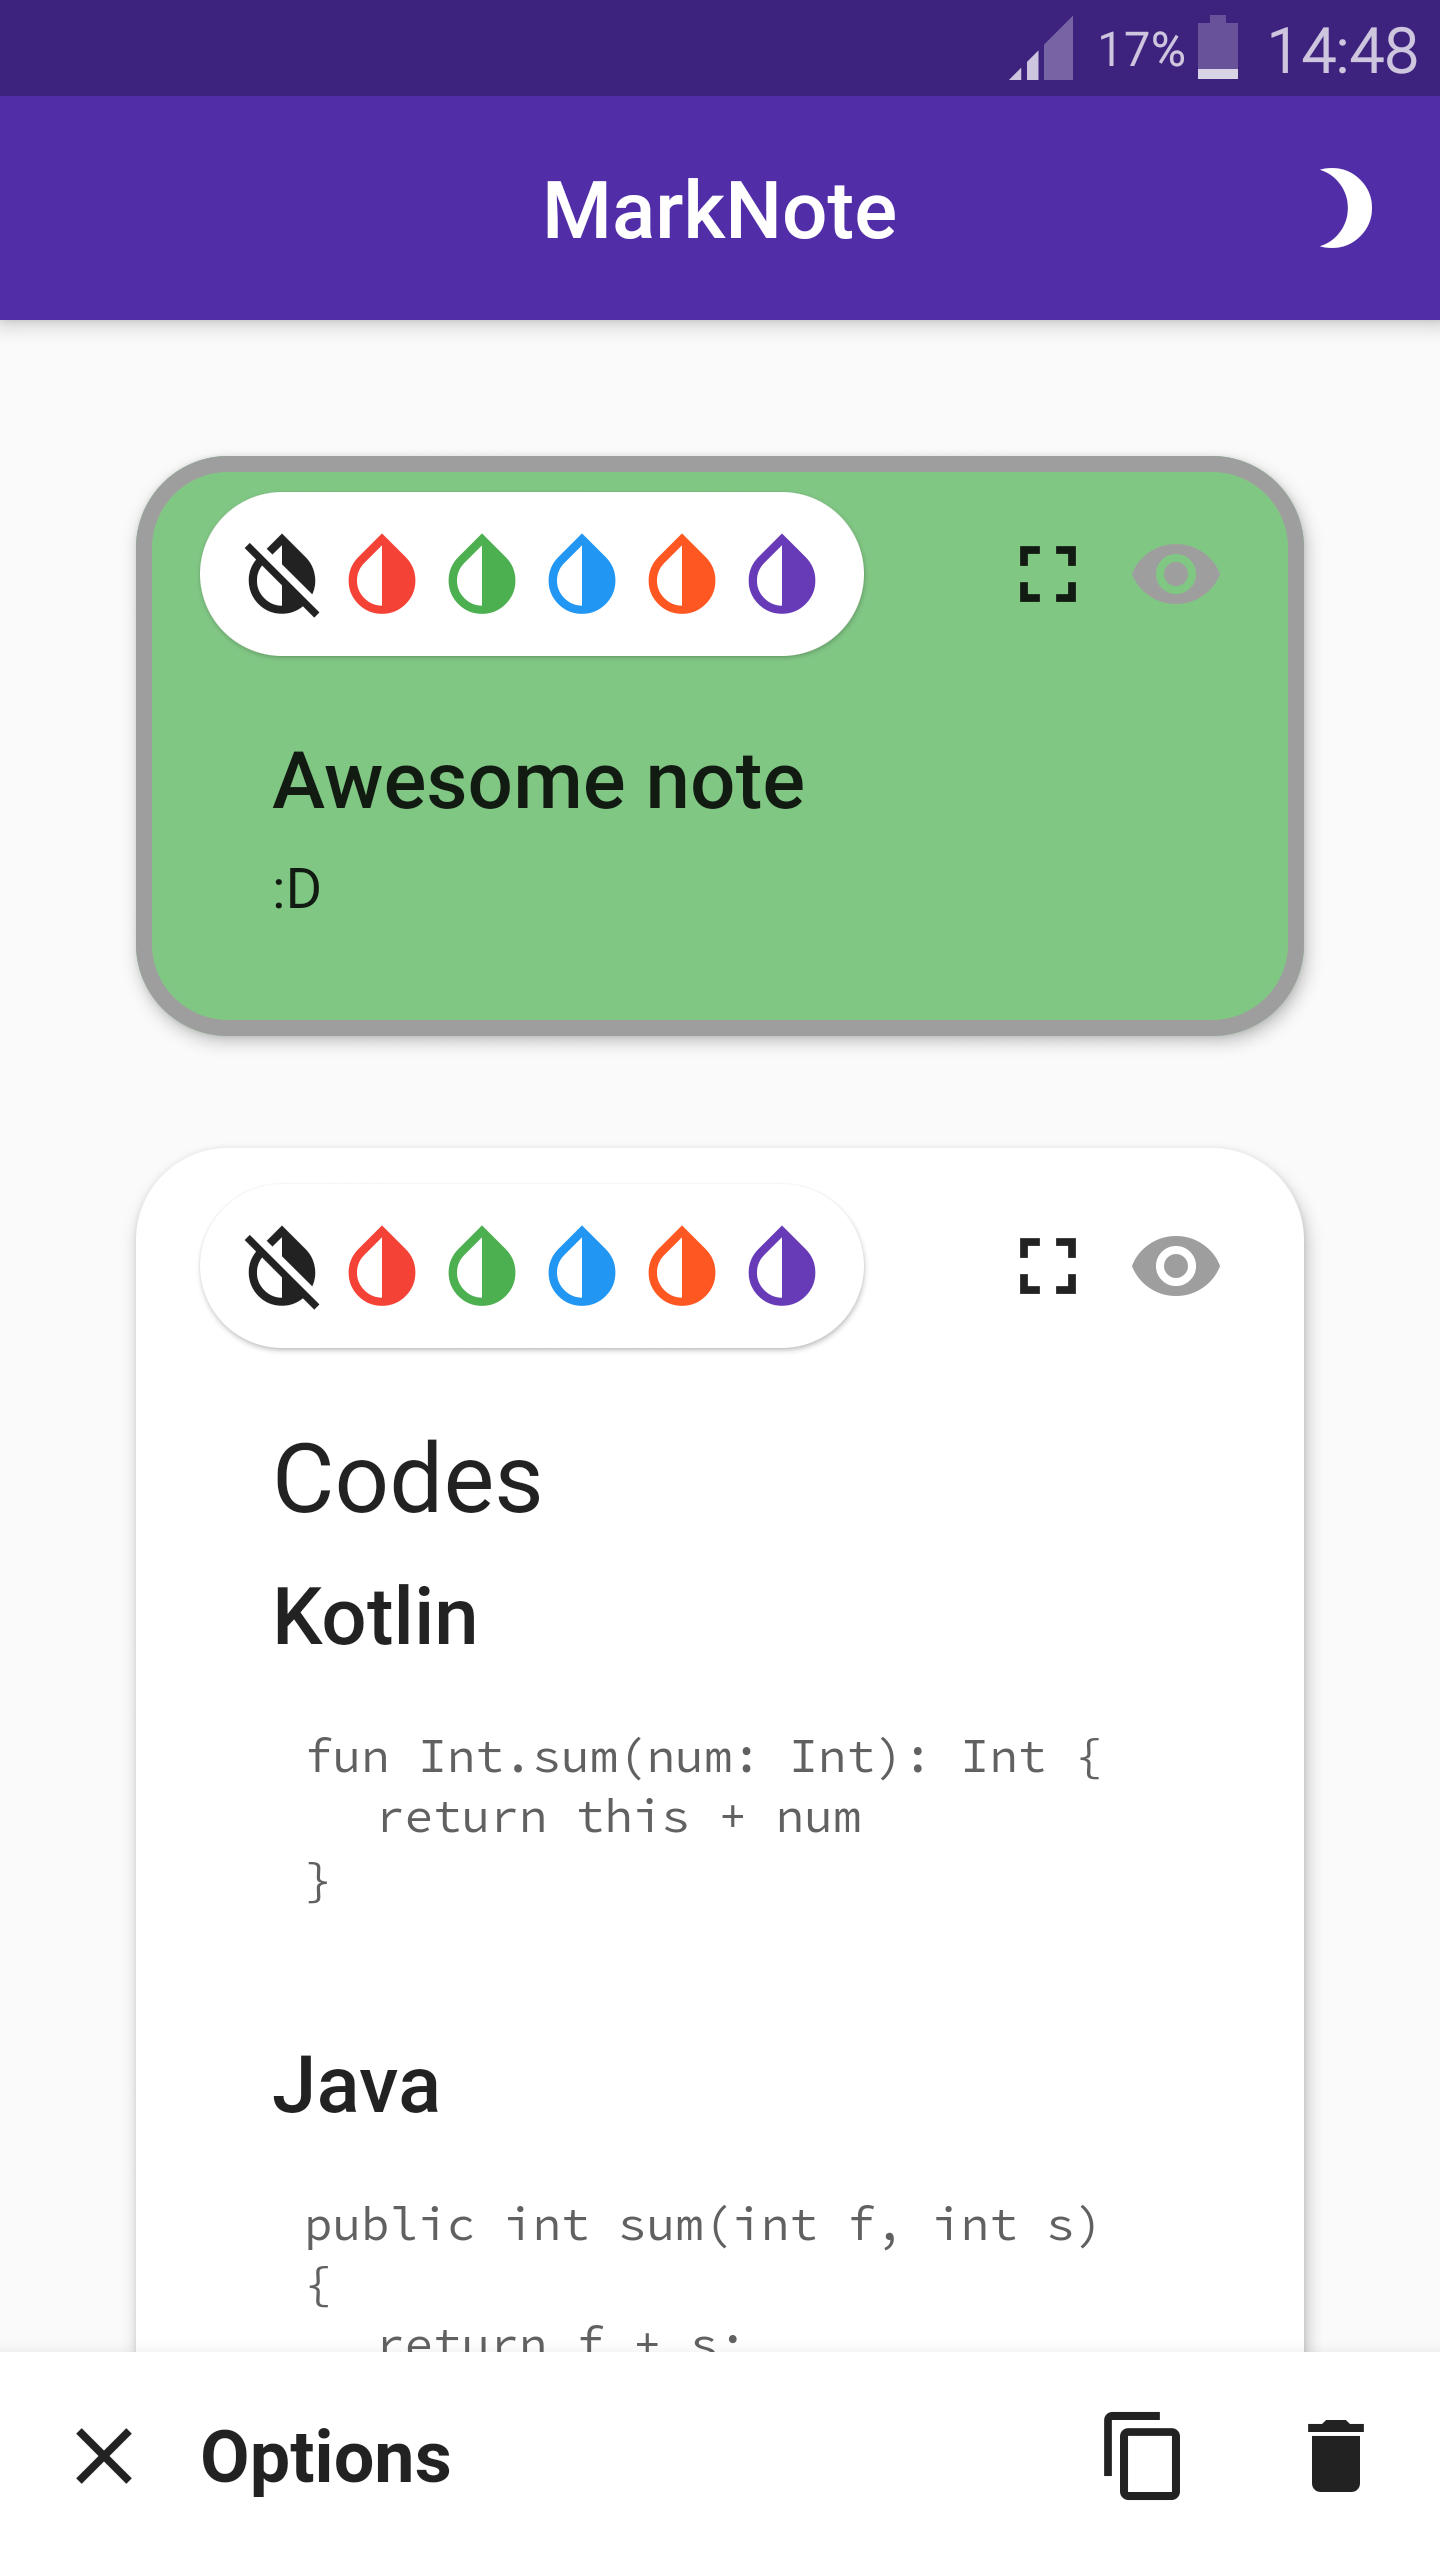 17% 14:48
MarkNote
Awesome note
:D
Codes
Kotlin
fun Int.sum(num: Int): Int {
return this + num
}
Java
public int sum(int f, int s)
{
return f + s;
Options